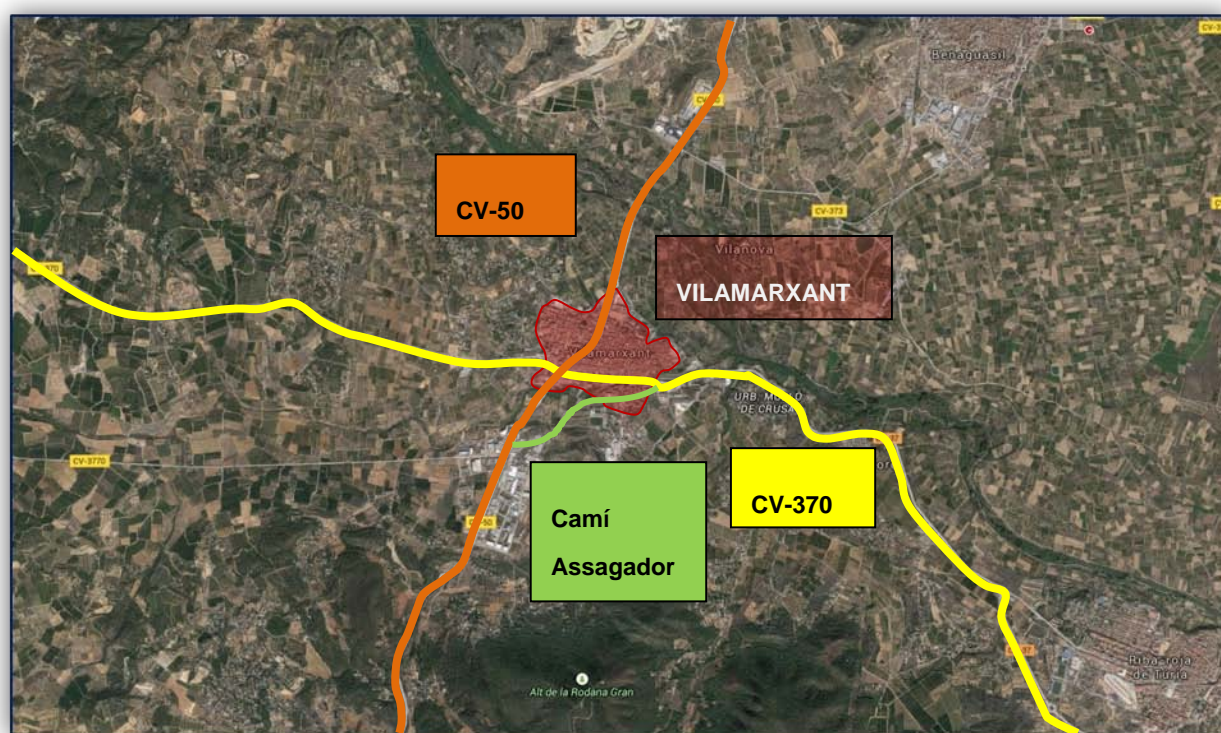 Benaguasil
CV-50
CV-373
Vilanova
VILAMARXANT
CV-370
Vilamarxant
URB. MO
DE CRUSA
CV-3770
CV-370
CV-50
Camí
Assagador
Riba-roja
de Túria
Alt de la Rodana Gran